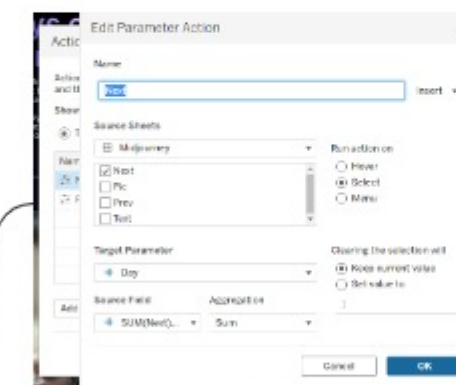 Edit Parameter Action
Actio
Name
Next
Insert
Source Sheets
Midjourney
Next
Pic
Prev
Text
Run action on
Hover
Select
Menu
Target Parameter
Day
Source Field
Aggregation
SUM(Next)...
Sum
Clearing the selection will
Keep current value
Set value to
Add
Cancel
OK